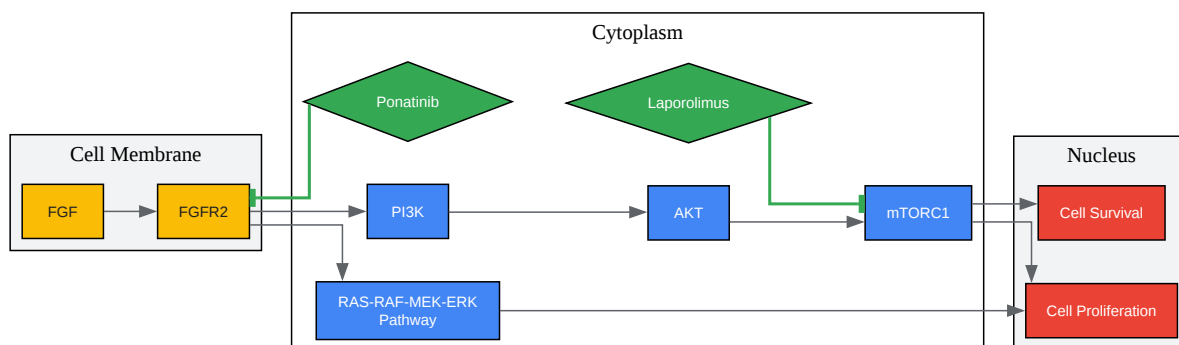 Cytoplasm
Ponatinib
Laporolimus
Cell Membrane
Nucleus
FGF
FGFR2
PI3K
AKT
mTORC1
Cell Survival
RAS-RAF-MEK-ERK
Pathway
Cell Proliferation